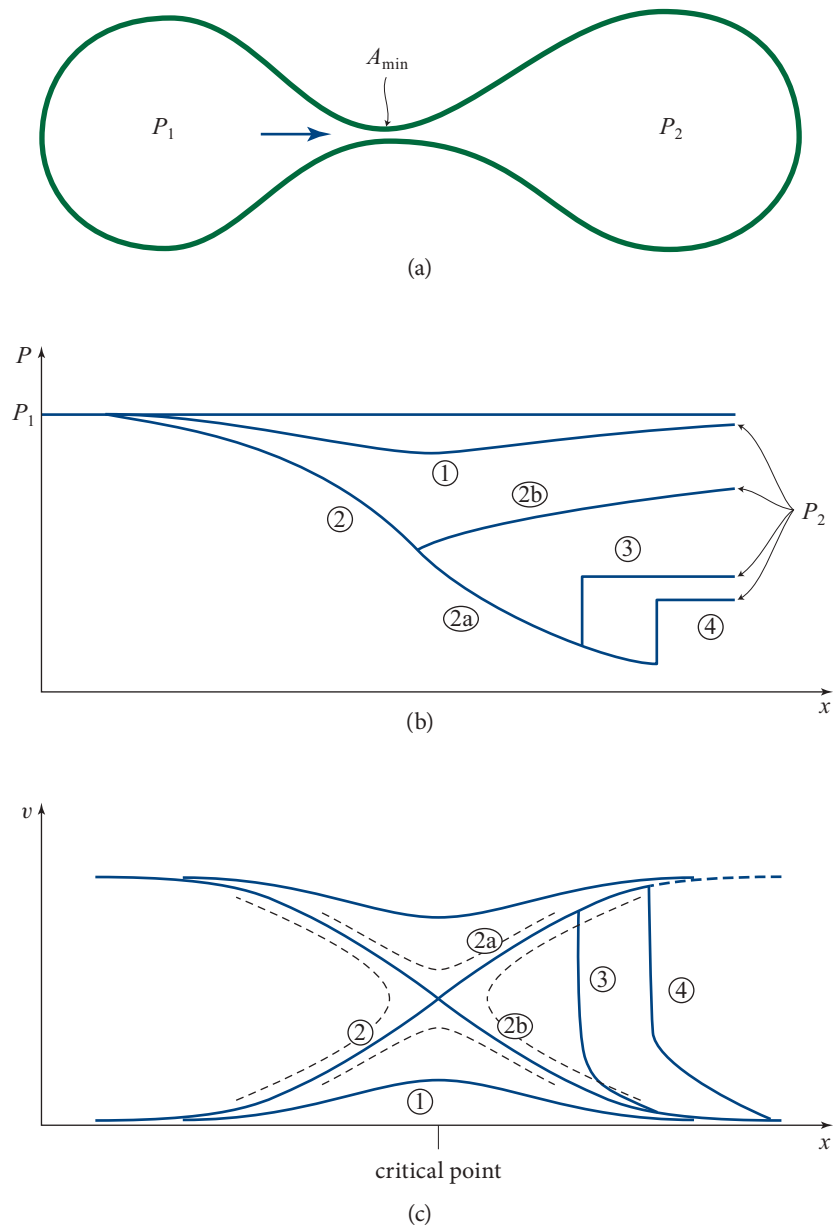 A_min
P_1
P_2
(a)
P
P_1
①
2b
②
P_2
③
2a
④
x
(b)
v
2a
③
④
②
2b
①
x
critical point
(c)